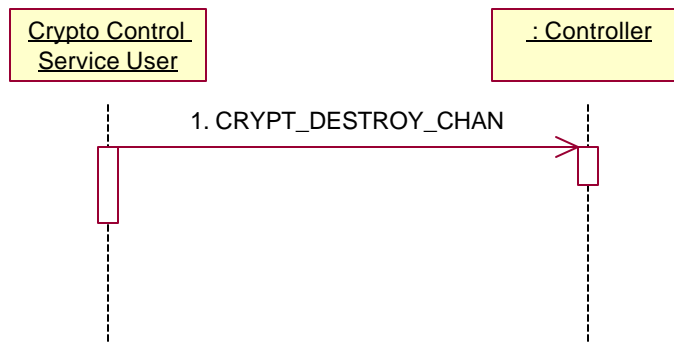 Crypto Control
Service User
: Controller
1. CRYPT_DESTROY_CHAN